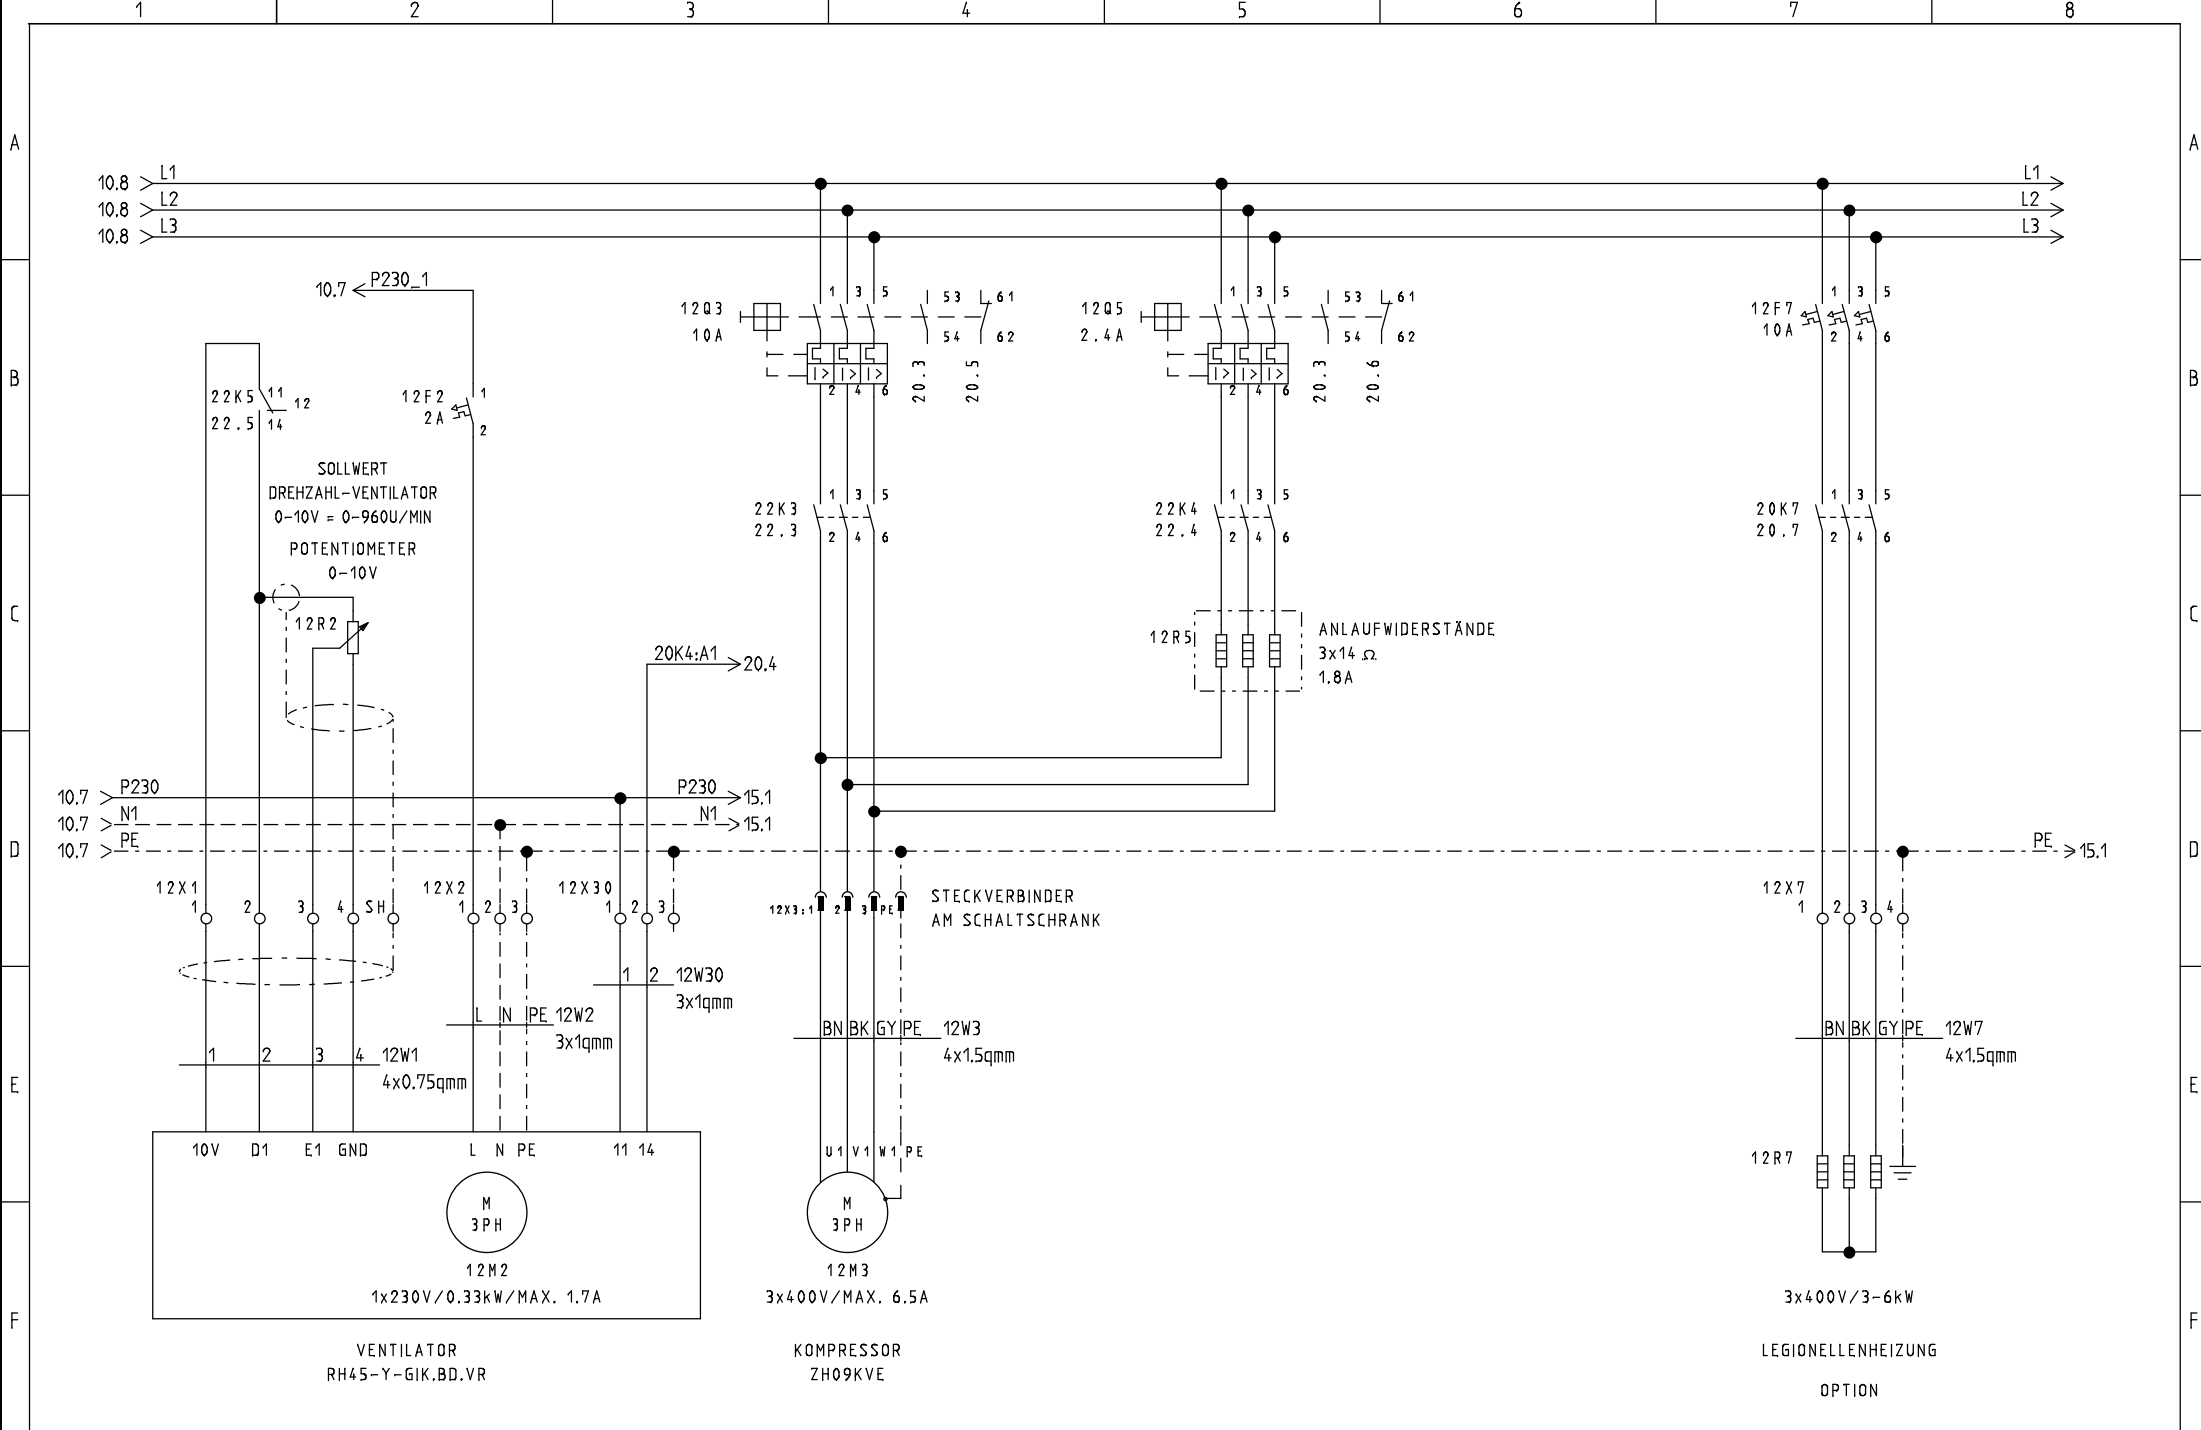 1 2 3 4 5 6 7 8
A A
10.8 L1 L1
10.8 L2 L2
10.8 L3 L3
10.7 P230_1
12Q3
10A
1 3 5
53 61
54 62
2 4 6
20.3 20.5
12Q5
2.4A
1 3 5
53 61
54 62
2 4 6
20.3 20.6
12F7
10A
1 3 5
2 4 6
B B
22K5 11 12
22.5 14
12F2 1
2A
2
SOLLWERT
DREHZAHL-VENTILATOR
0-10V = 0-960U/MIN
POTENTIOMETER
0-10V
22K3 1 3 5
22.3 2 4 6
22K4 1 3 5
22.4 2 4 6
20K7 1 3 5
20.7 2 4 6
C C
12R2
20K4:A1 20.4
12R5
ANLAUFWIDERSTÄNDE
3x14 Ω
1.8A
10.7 P230 P230 15.1
10.7 N1 N1 15.1
10.7 PE PE 15.1
D D
12X1
1 2 3 4 SH
12X2
1 2 3
12X30
1 2 3
12X3:1 2 3 PE
STECKVERBINDER
AM SCHALTSCHRANK
12X7
1 2 3 4
1 2 12W30
3x1qmm
L N PE 12W2
3x1qmm
1 2 3 4 12W1
4x0.75qmm
BN BK GY PE 12W3
4x1.5qmm
BN BK GY PE 12W7
4x1.5qmm
E E
10V D1 E1 GND L N PE 11 14
U1 V1 W1 PE
12R7
M
3PH
12M2
1x230V/0.33kW/MAX. 1.7A
M
3PH
12M3
3x400V/MAX. 6.5A
3x400V/3-6kW
F F
VENTILATOR
RH45-Y-GIK.BD.VR
KOMPRESSOR
ZH09KVE
LEGIONELLENHEIZUNG
OPTION